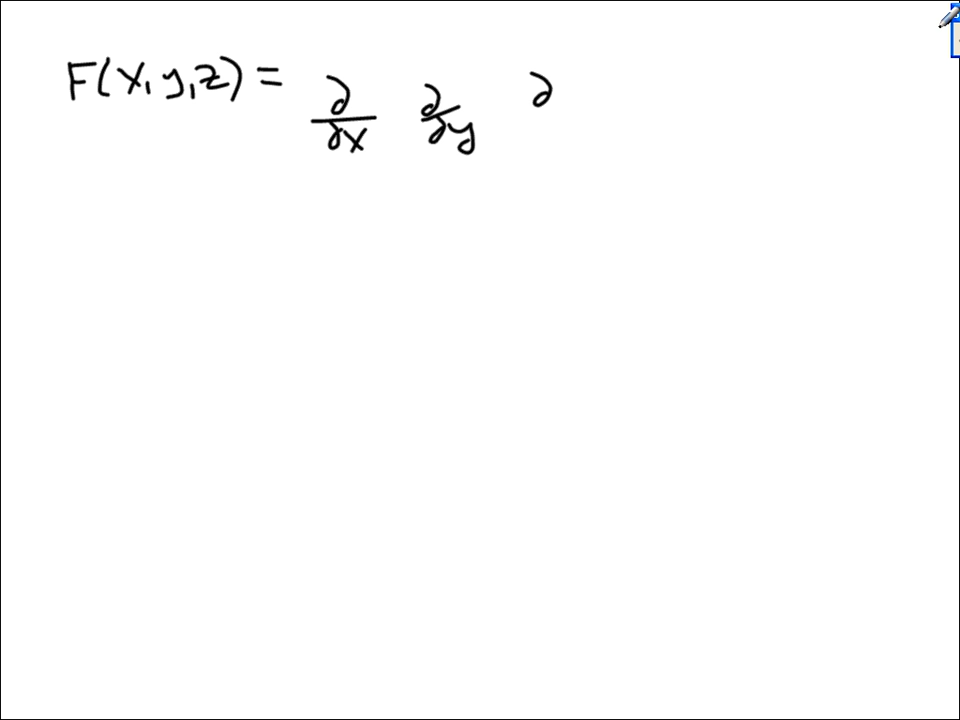 F(x,y,z) = ∂/∂x ∂/∂y ∂